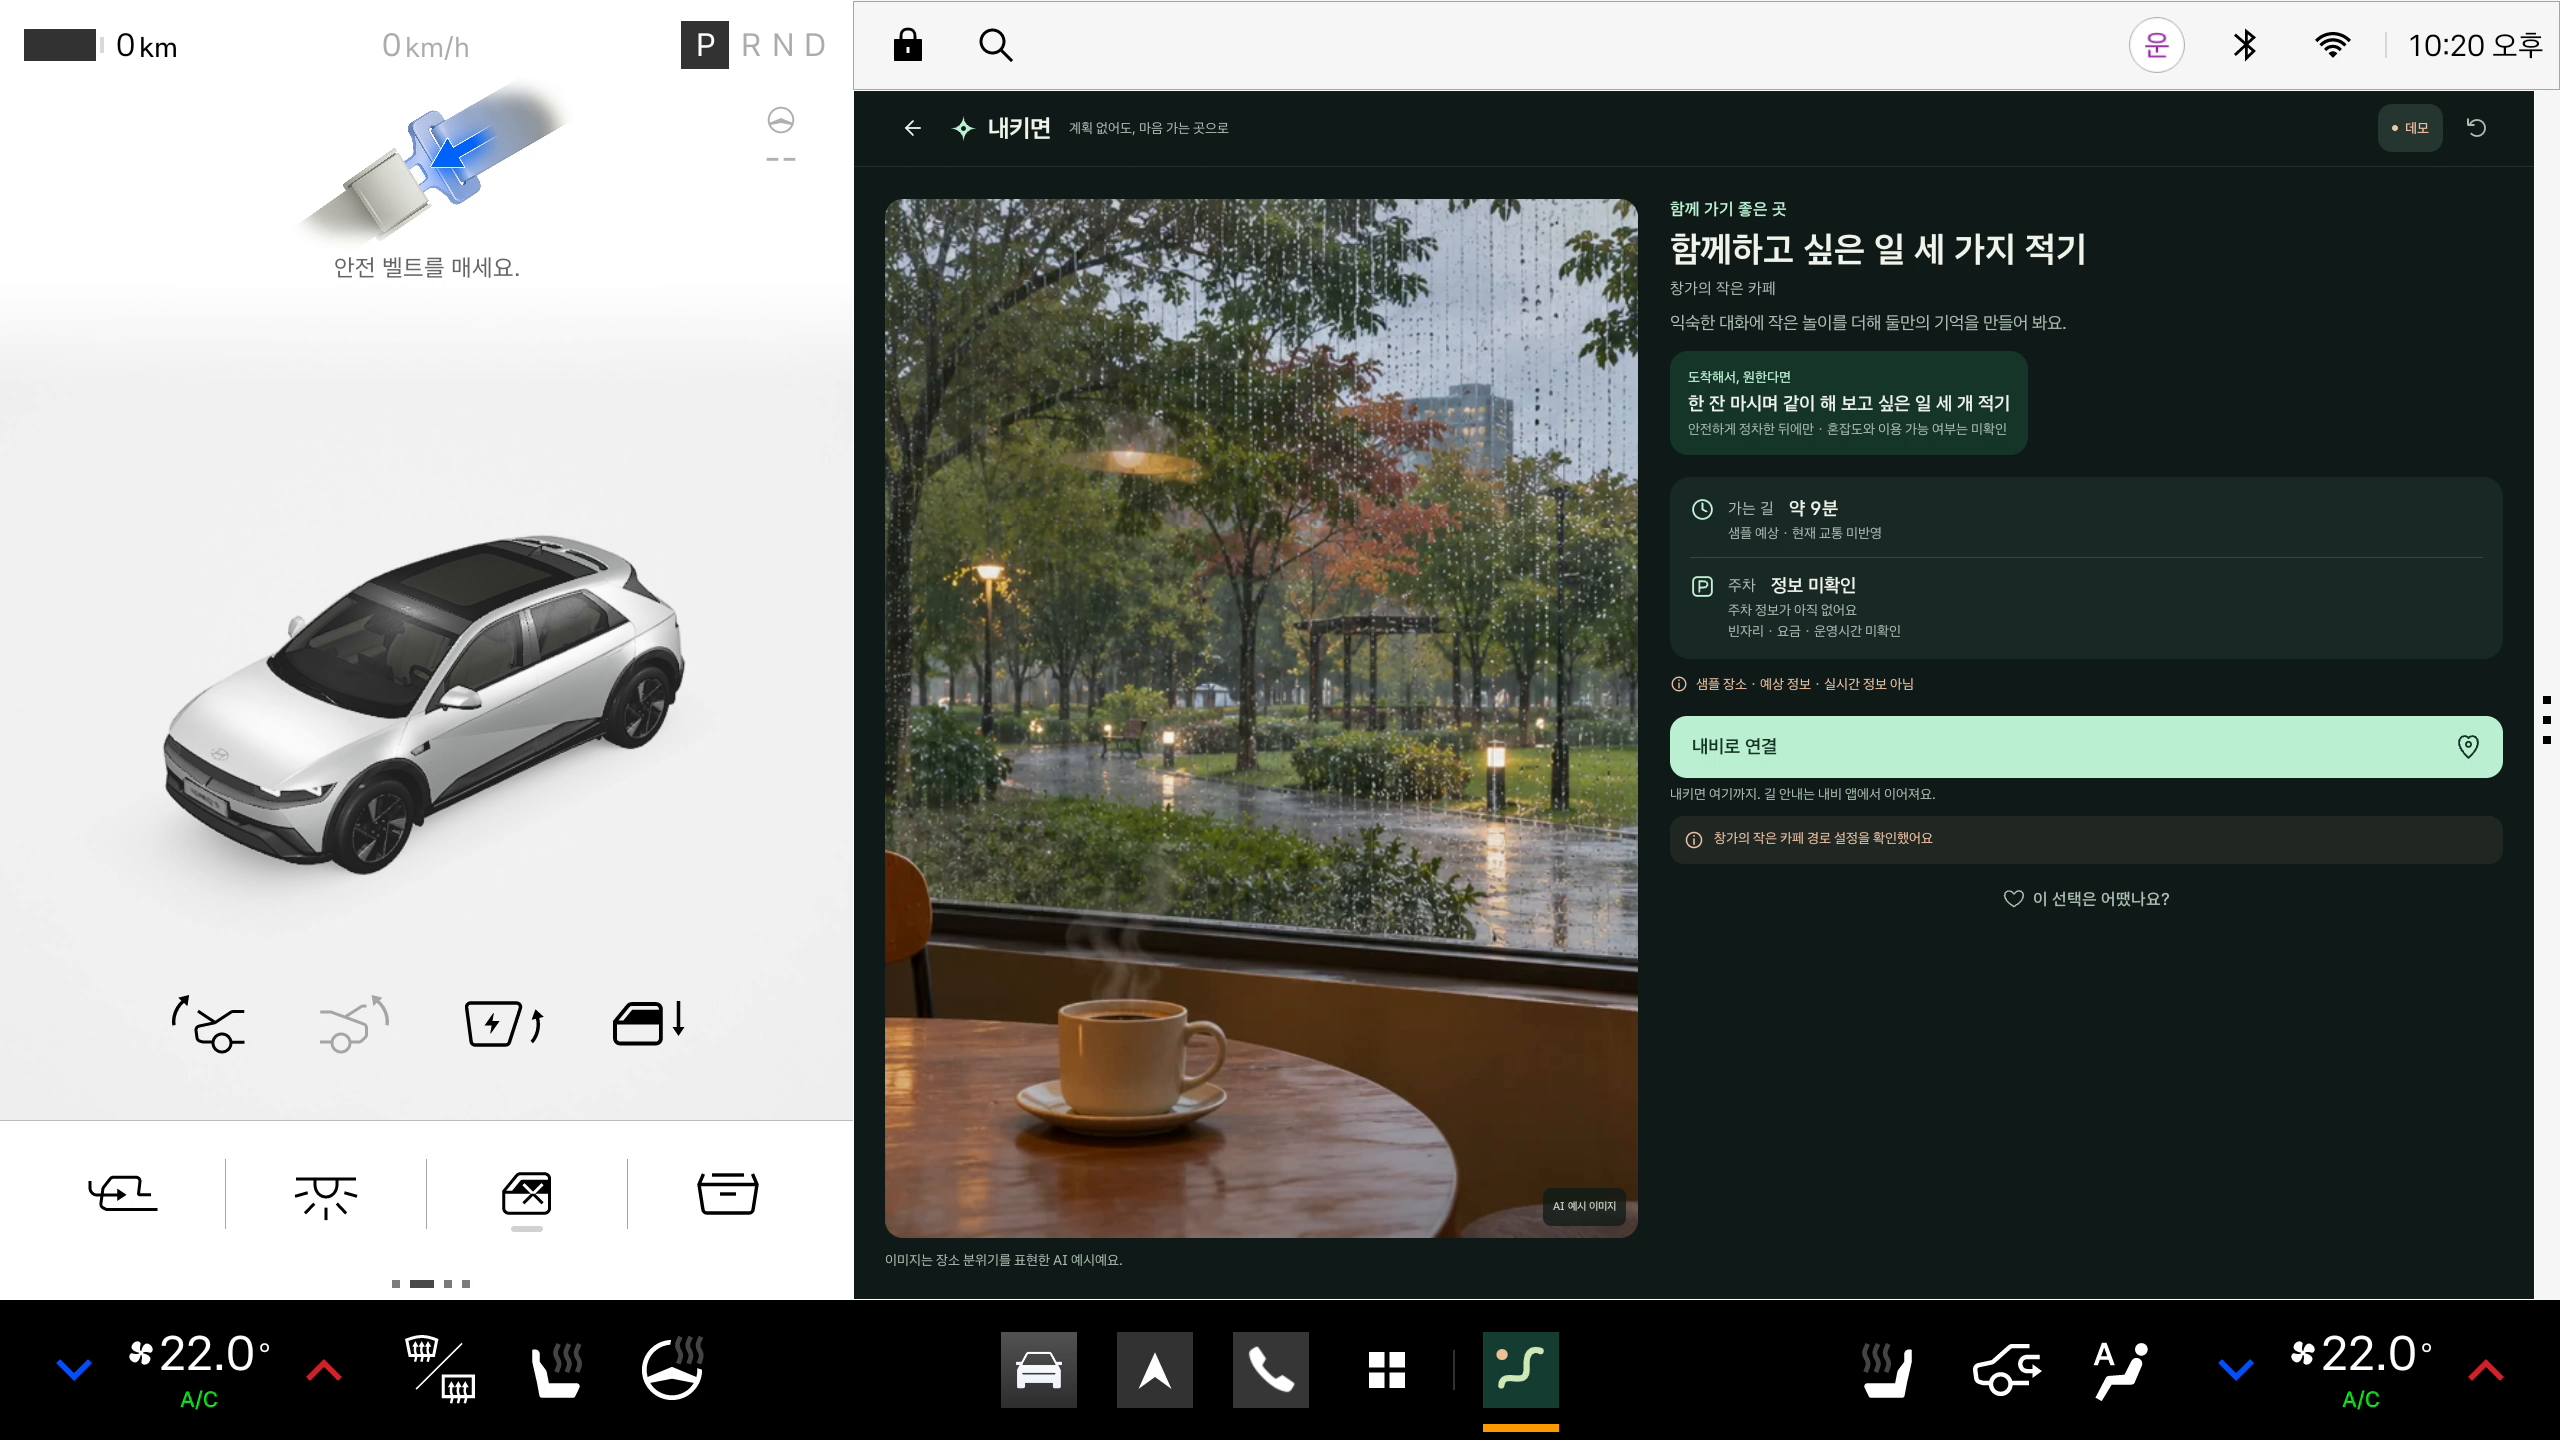 0 km
0 km/h
P R N D
안전 벨트를 매세요.
운
10:20 오후
내키면
계획 없어도, 마음 가는 곳으로
데모
함께 가기 좋은 곳
함께하고 싶은 일 세 가지 적기
창가의 작은 카페
익숙한 대화에 작은 놀이를 더해 둘만의 기억을 만들어 봐요.
도착해서, 원한다면
한 잔 마시며 같이 해 보고 싶은 일 세 개 적기
안전하게 정차한 뒤에만 · 혼잡도와 이용 가능 여부는 미확인
가는 길 약 9분
샘플 예상 · 현재 교통 미반영
P 주차 정보 미확인
주차 정보가 아직 없어요
빈자리 · 요금 · 운영시간 미확인
샘플 장소 · 예상 정보 · 실시간 정보 아님
내비로 연결
내키면 여기까지. 길 안내는 내비 앱에서 이어져요.
창가의 작은 카페 경로 설정을 확인했어요
이 선택은 어땠나요?
AI 예시 이미지
이미지는 장소 분위기를 표현한 AI 예시예요.
22.0°
A/C
A
22.0°
A/C